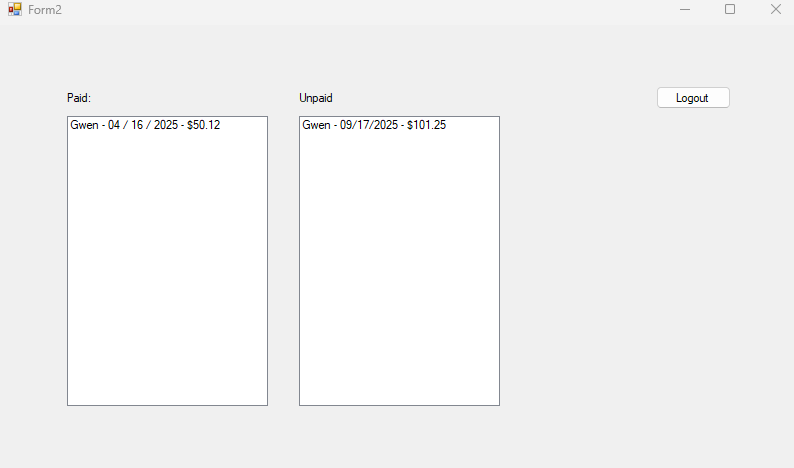 Form2
Paid:
Unpaid
Logout
Gwen - 04 / 16 / 2025 - $50.12
Gwen - 09/17/2025 - $101.25